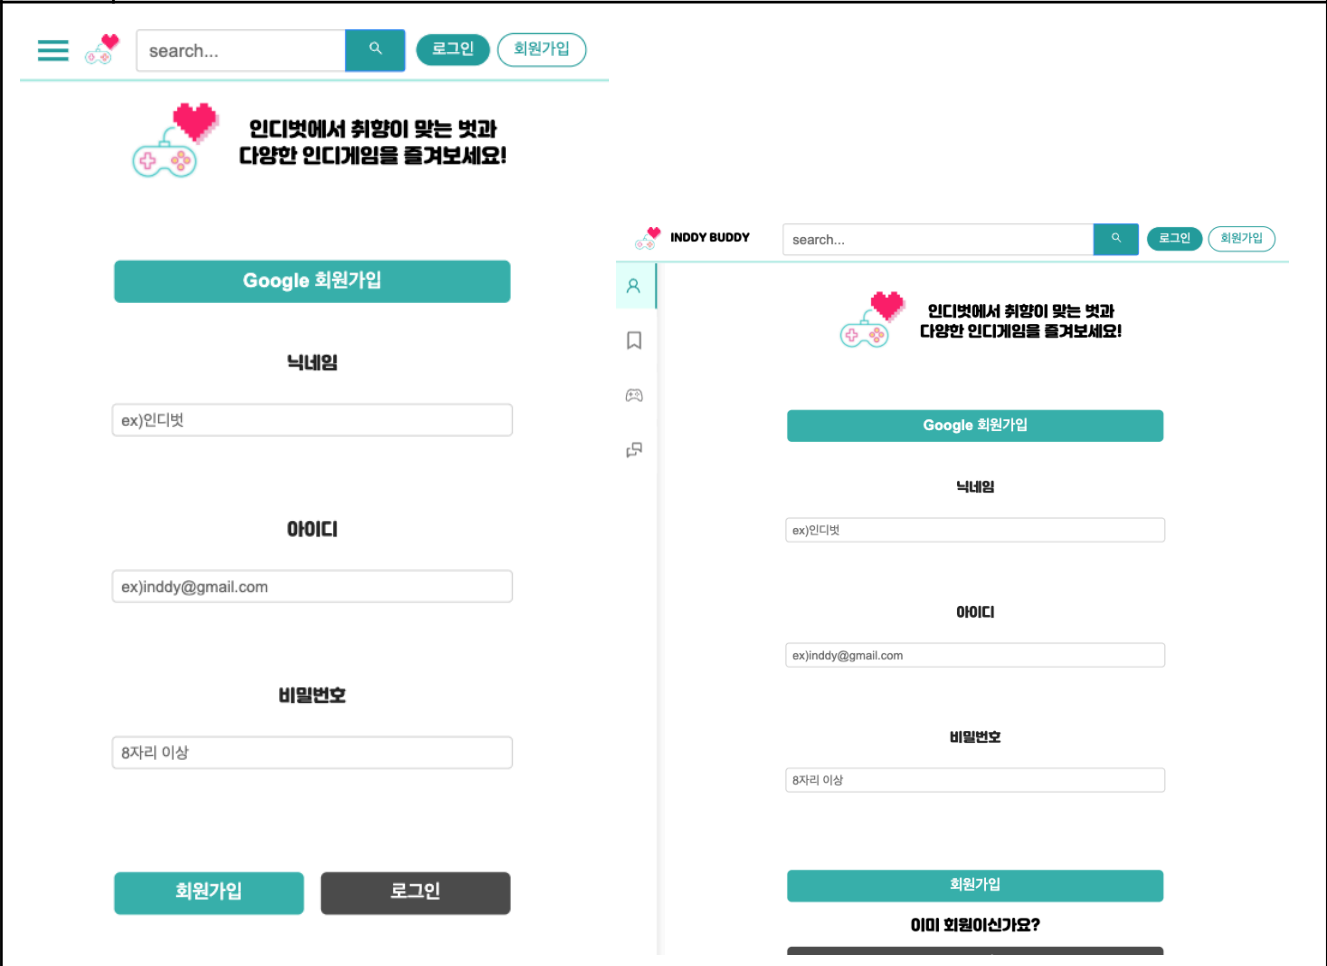 search...
로그인
회원가입
인디벗에서 취향이 맞는 벗과
다양한 인디게임을 즐겨보세요!
Google 회원가입
닉네임
ex)인디벗
아이디
ex)inddy@gmail.com
비밀번호
8자리 이상
회원가입
로그인
INDDY BUDDY
search...
로그인
회원가입
인디벗에서 취향이 맞는 벗과
다양한 인디게임을 즐겨보세요!
Google 회원가입
닉네임
ex)인디벗
아이디
ex)inddy@gmail.com
비밀번호
8자리 이상
회원가입
이미 회원이신가요?